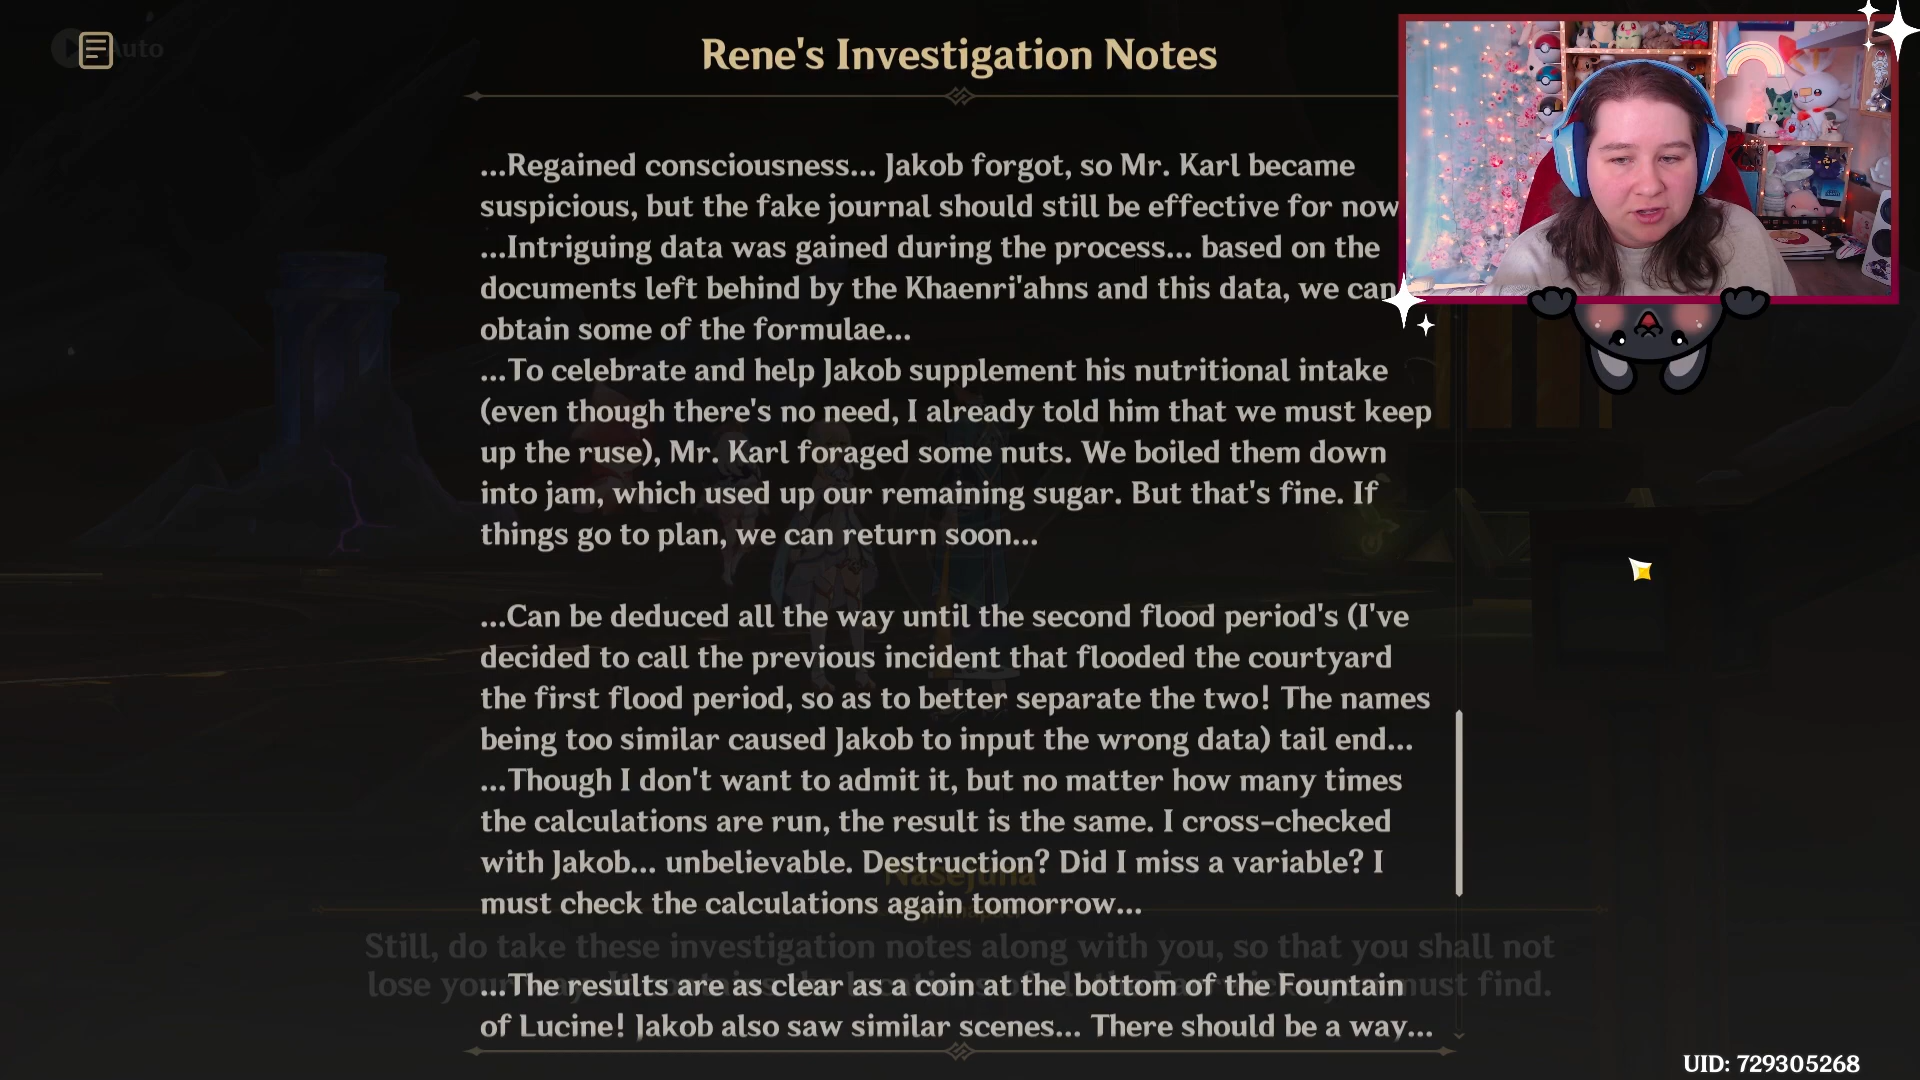 Auto
Rene's Investigation Notes
...Regained consciousness... Jakob forgot, so Mr. Karl became
suspicious, but the fake journal should still be effective for now
...Intriguing data was gained during the process... based on the
documents left behind by the Khaenri'ahns and this data, we can
obtain some of the formulae...
...To celebrate and help Jakob supplement his nutritional intake
(even though there's no need, I already told him that we must keep
up the ruse), Mr. Karl foraged some nuts. We boiled them down
into jam, which used up our remaining sugar. But that's fine. If
things go to plan, we can return soon...
...Can be deduced all the way until the second flood period's (I've
decided to call the previous incident that flooded the courtyard
the first flood period, so as to better separate the two! The names
being too similar caused Jakob to input the wrong data) tail end...
...Though I don't want to admit it, but no matter how many times
the calculations are run, the result is the same. I cross-checked
with Jakob... unbelievable. Destruction? Did I miss a variable? I
must check the calculations again tomorrow...
Nasejuna
Still, do take these investigation notes along with you, so that you shall not
lose your must find.
...The results are as clear as a coin at the bottom of the Fountain
of Lucine! Jakob also saw similar scenes... There should be a way...
UID: 729305268